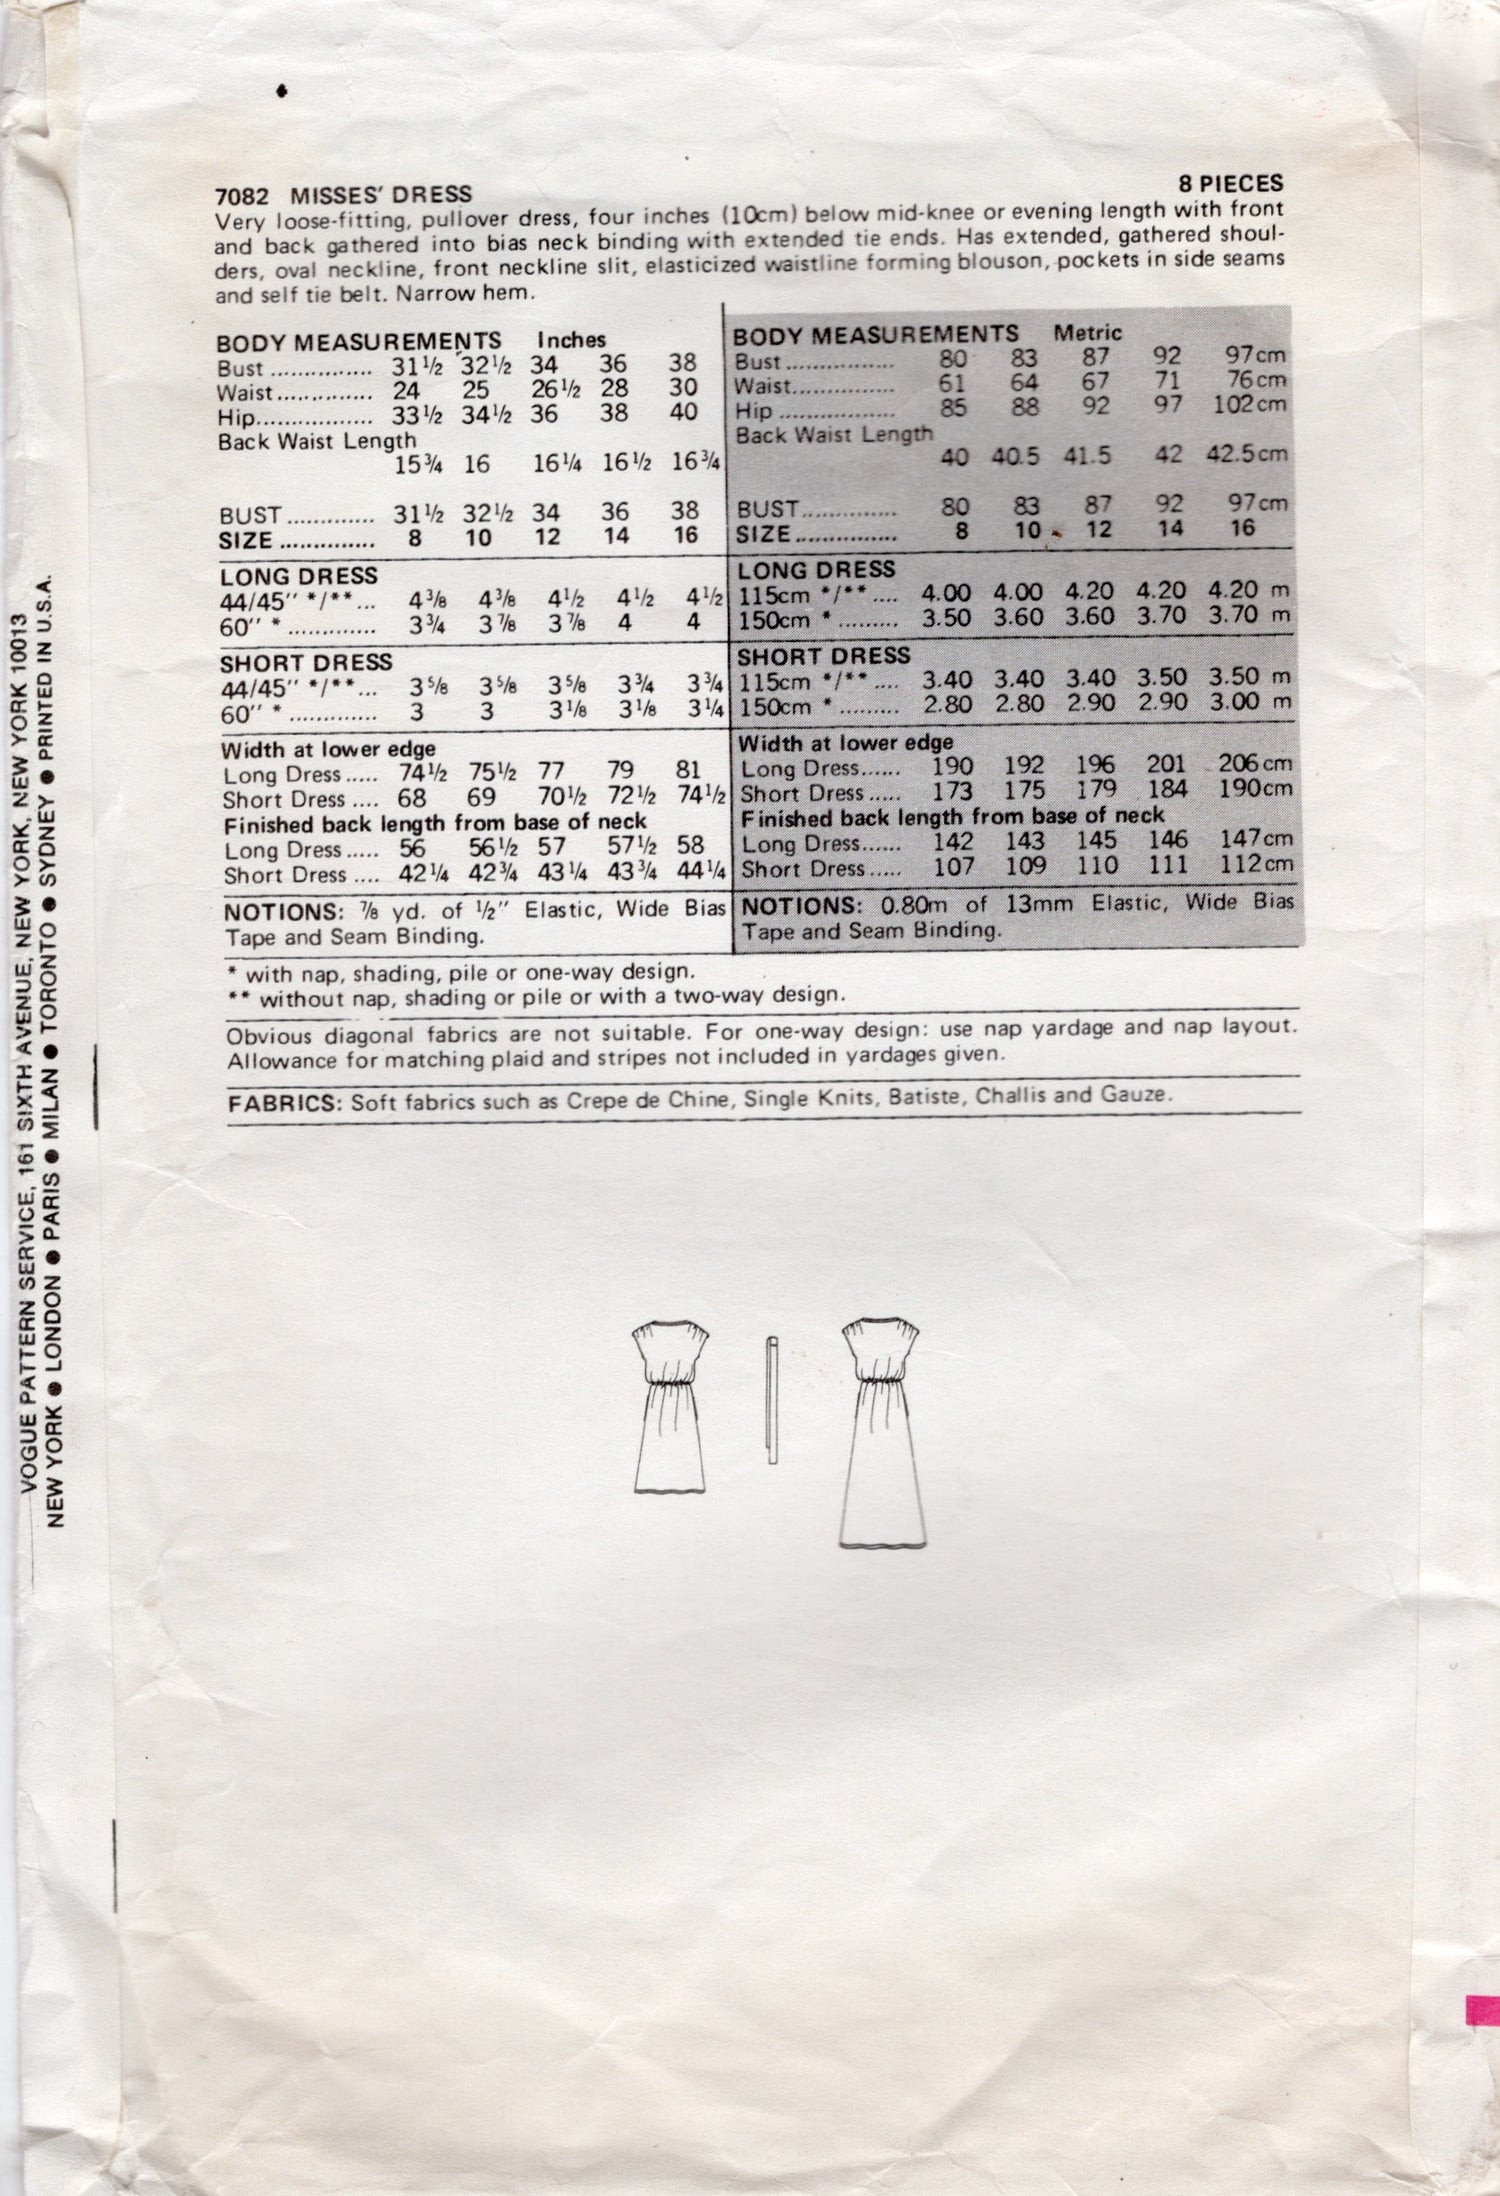 7082 MISSES' DRESS 8 PIECES
Very loose-fitting, pullover dress, four inches (10cm) below mid-knee or evening length with front
and back gathered into bias neck binding with extended tie ends. Has extended, gathered shoul-
ders, oval neckline, front neckline slit, elasticized waistline forming blouson, pockets in side seams
and self tie belt. Narrow hem.
BODY MEASUREMENTS Inches
Bust ............... 31½ 32½ 34 36 38
Waist.............. 24 25 26½ 28 30
Hip................. 33½ 34½ 36 38 40
Back Waist Length
15¾ 16 16¼ 16½ 16¾
BUST ............. 31½ 32½ 34 36 38
SIZE .............. 8 10 12 14 16
LONG DRESS
44/45'' */**... 4⅜ 4⅜ 4½ 4½ 4½
60'' * ............. 3¾ 3⅞ 3⅞ 4 4
SHORT DRESS
44/45'' */**... 3⅝ 3⅝ 3⅝ 3¾ 3¾
60'' * ............. 3 3 3⅛ 3⅛ 3¼
Width at lower edge
Long Dress ..... 74½ 75½ 77 79 81
Short Dress .... 68 69 70½ 72½ 74½
Finished back length from base of neck
Long Dress ..... 56 56½ 57 57½ 58
Short Dress .... 42¼ 42¾ 43¼ 43¾ 44¼
NOTIONS: ⅞ yd. of ½'' Elastic, Wide Bias
Tape and Seam Binding.
BODY MEASUREMENTS Metric
Bust ................ 80 83 87 92 97cm
Waist............... 61 64 67 71 76cm
Hip ................. 85 88 92 97 102cm
Back Waist Length
40 40.5 41.5 42 42.5cm
BUST.............. 80 83 87 92 97cm
SIZE ............... 8 10 12 14 16
LONG DRESS
115cm */** .... 4.00 4.00 4.20 4.20 4.20 m
150cm * ......... 3.50 3.60 3.60 3.70 3.70 m
SHORT DRESS
115cm */** .... 3.40 3.40 3.40 3.50 3.50 m
150cm * ......... 2.80 2.80 2.90 2.90 3.00 m
Width at lower edge
Long Dress...... 190 192 196 201 206cm
Short Dress ..... 173 175 179 184 190cm
Finished back length from base of neck
Long Dress...... 142 143 145 146 147cm
Short Dress ..... 107 109 110 111 112cm
NOTIONS: 0.80m of 13mm Elastic, Wide Bias
Tape and Seam Binding.
* with nap, shading, pile or one-way design.
** without nap, shading or pile or with a two-way design.
Obvious diagonal fabrics are not suitable. For one-way design: use nap yardage and nap layout.
Allowance for matching plaid and stripes not included in yardages given.
FABRICS: Soft fabrics such as Crepe de Chine, Single Knits, Batiste, Challis and Gauze.
VOGUE PATTERN SERVICE, 161 SIXTH AVENUE, NEW YORK, NEW YORK 10013
NEW YORK ● LONDON ● PARIS ● MILAN ● TORONTO ● SYDNEY ● PRINTED IN U.S.A.